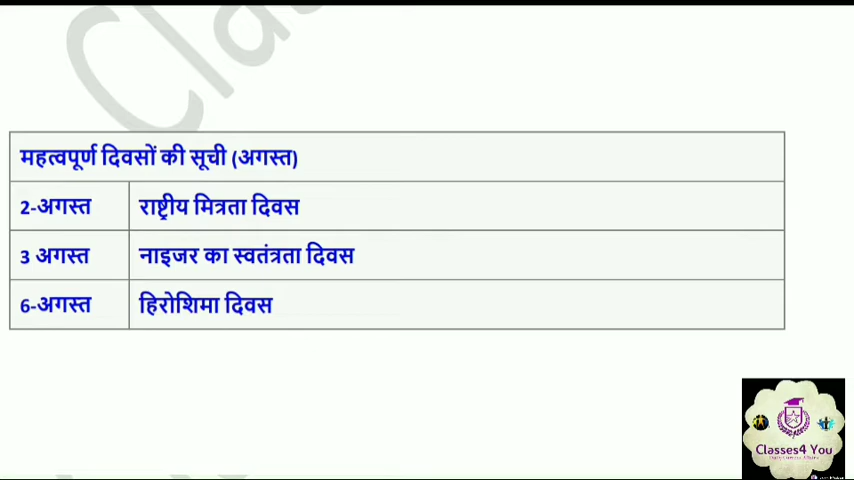 महत्वपूर्ण दिवसों की सूची (अगस्त)
2-अगस्त राष्ट्रीय मित्रता दिवस
3 अगस्त नाइजर का स्वतंत्रता दिवस
6-अगस्त हिरोशिमा दिवस
Classes4 You